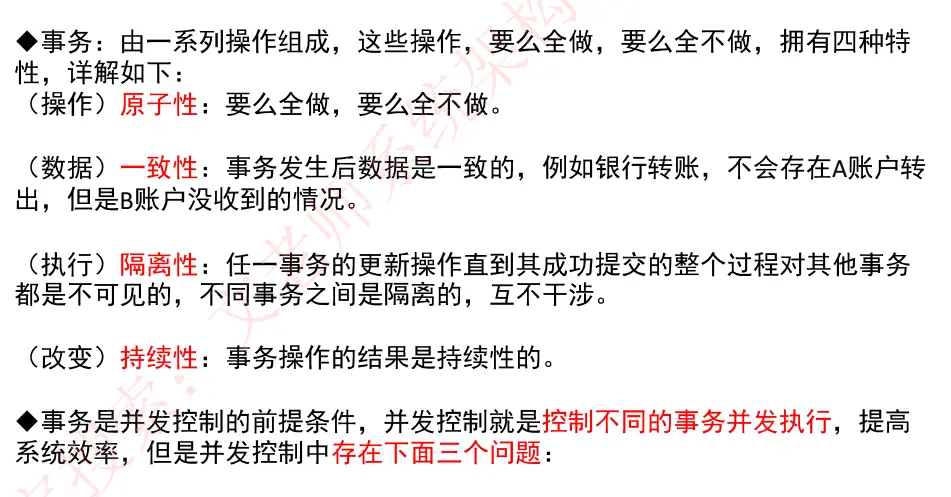 ◆事务：由一系列操作组成，这些操作，要么全做，要么全不做，拥有四种特
性，详解如下：
（操作）原子性：要么全做，要么全不做。
（数据）一致性：事务发生后数据是一致的，例如银行转账，不会存在A账户转
出，但是B账户没收到的情况。
（执行）隔离性：任一事务的更新操作直到其成功提交的整个过程对其他事务
都是不可见的，不同事务之间是隔离的，互不干涉。
（改变）持续性：事务操作的结果是持续性的。
◆事务是并发控制的前提条件，并发控制就是控制不同的事务并发执行，提高
系统效率，但是并发控制中存在下面三个问题：
搜索：文老师系统架构